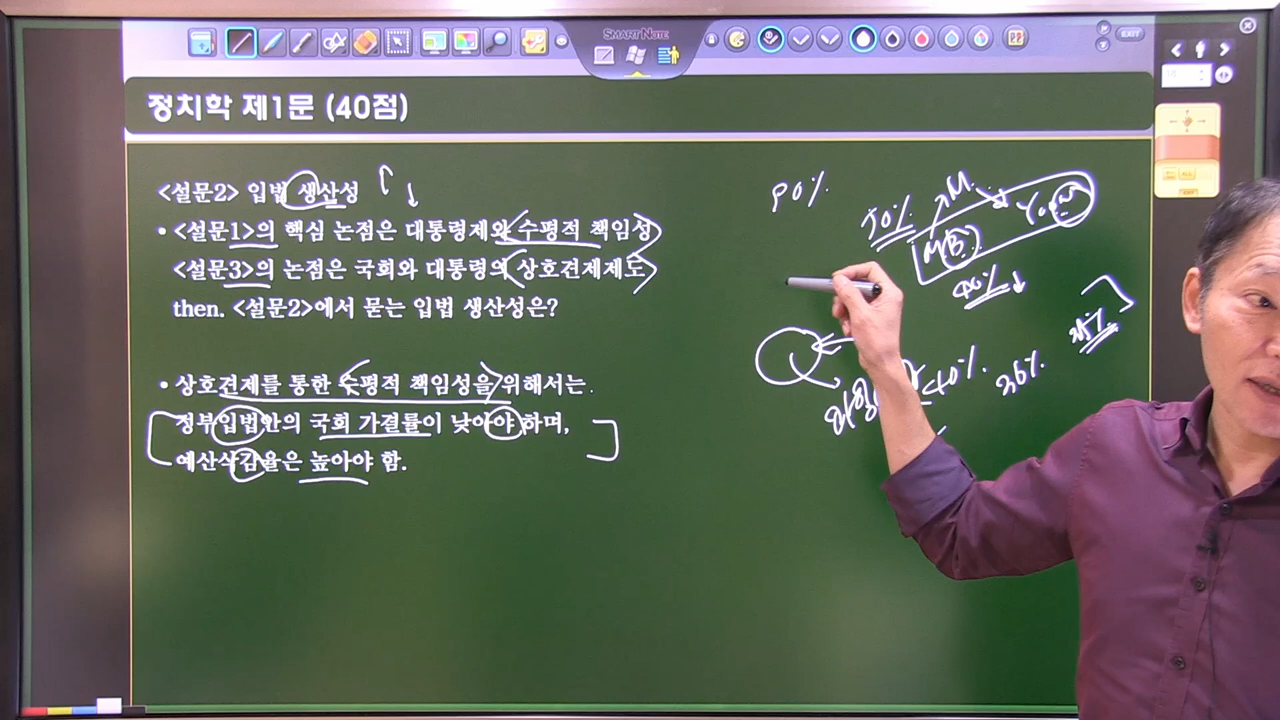 SMART NOTE
EXIT
정치학 제1문 (40점)
<설문2> 입법 생산성
• <설문1>의 핵심 논점은 대통령제와 수평적 책임성
<설문3>의 논점은 국회와 대통령의 상호견제제도
then. <설문2>에서 묻는 입법 생산성은?
• 상호견제를 통한 수평적 책임성을 위해서는.
정부입법안의 국회 가결률이 낮아야 하며,
예산삭감율은 높아야 함.
90%
70%
M
MB
40%
<40%
36%